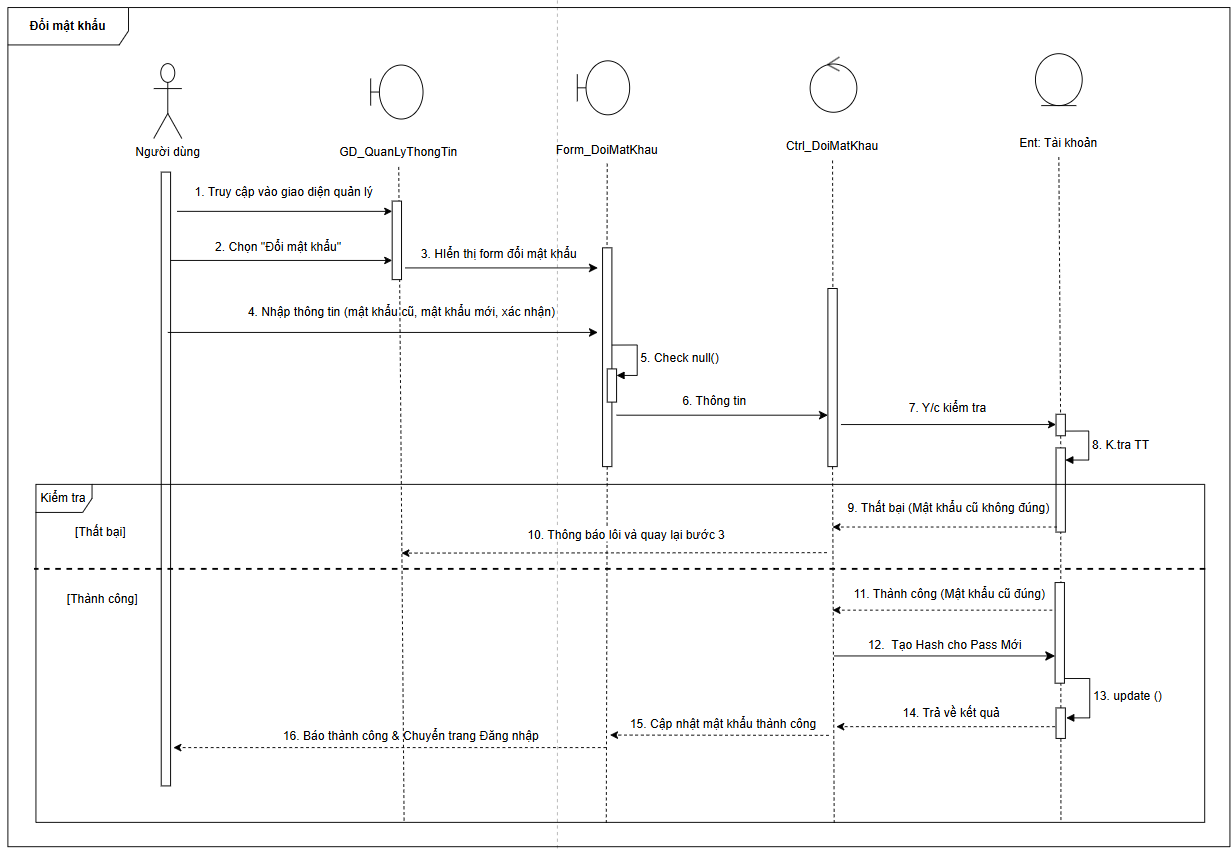 Đổi mật khẩu
Người dùng
GD_QuanLyThongTin
Form_DoiMatKhau
Ctrl_DoiMatKhau
Ent: Tài khoản
1. Truy cập vào giao diện quản lý
2. Chọn "Đổi mật khẩu"
3. HIển thị form đổi mật khẩu
4. Nhập thông tin (mật khẩu cũ, mật khẩu mới, xác nhận)
5. Check null()
6. Thông tin
7. Y/c kiểm tra
8. K.tra TT
Kiểm tra
[Thất bại]
9. Thất bại (Mật khẩu cũ không đúng)
10. Thông báo lỗi và quay lại bước 3
[Thành công]
11. Thành công (Mật khẩu cũ đúng)
12. Tạo Hash cho Pass Mới
13. update ()
14. Trả về kết quả
15. Cập nhật mật khẩu thành công
16. Báo thành công & Chuyển trang Đăng nhập